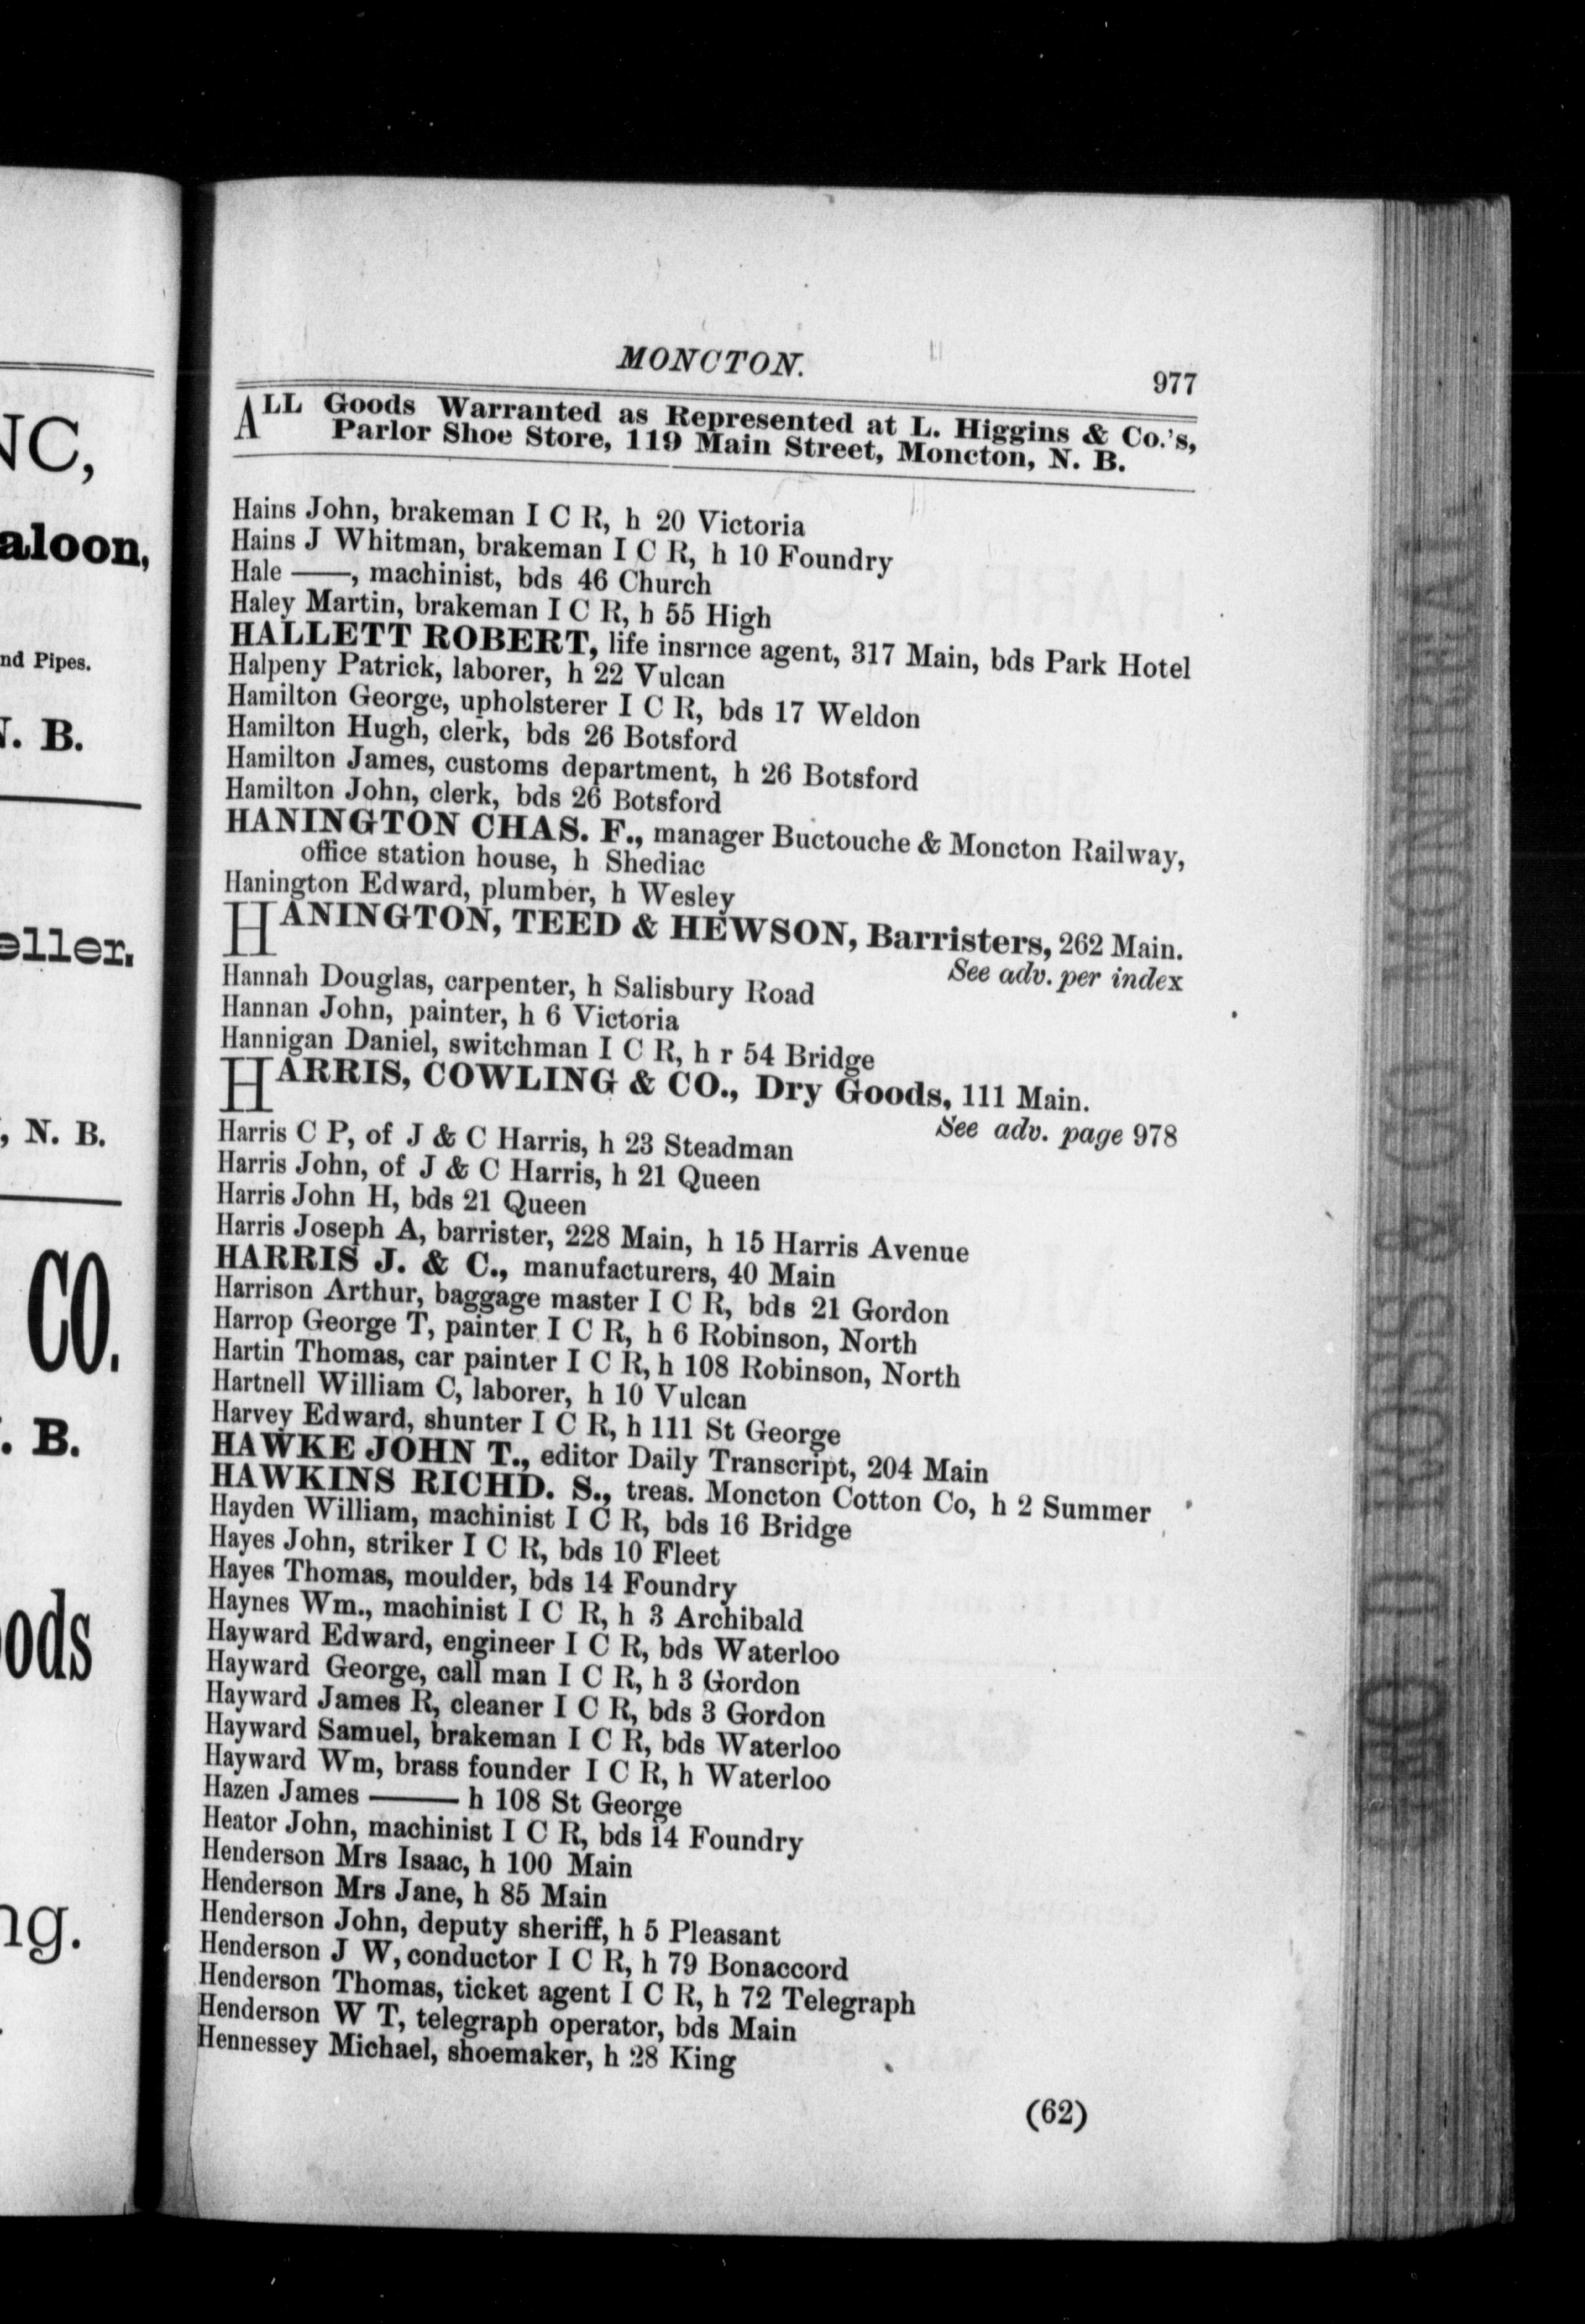 MONCTON.
977
ALL Goods Warranted as Represented at L. Higgins & Co.'s,
Parlor Shoe Store, 119 Main Street, Moncton, N. B.
Hains John, brakeman I C R, h 20 Victoria
Hains J Whitman, brakeman I C R, h 10 Foundry
Hale ——, machinist, bds 46 Church
Haley Martin, brakeman I C R, h 55 High
HALLETT ROBERT, life insrnce agent, 317 Main, bds Park Hotel
Halpeny Patrick, laborer, h 22 Vulcan
Hamilton George, upholsterer I C R, bds 17 Weldon
Hamilton Hugh, clerk, bds 26 Botsford
Hamilton James, customs department, h 26 Botsford
Hamilton John, clerk, bds 26 Botsford
HANINGTON CHAS. F., manager Buctouche & Moncton Railway,
office station house, h Shediac
Hanington Edward, plumber, h Wesley
HANINGTON, TEED & HEWSON, Barristers, 262 Main.
See adv. per index
Hannah Douglas, carpenter, h Salisbury Road
Hannan John, painter, h 6 Victoria
Hannigan Daniel, switchman I C R, h r 54 Bridge
HARRIS, COWLING & CO., Dry Goods, 111 Main.
See adv. page 978
Harris C P, of J & C Harris, h 23 Steadman
Harris John, of J & C Harris, h 21 Queen
Harris John H, bds 21 Queen
Harris Joseph A, barrister, 228 Main, h 15 Harris Avenue
HARRIS J. & C., manufacturers, 40 Main
Harrison Arthur, baggage master I C R, bds 21 Gordon
Harrop George T, painter I C R, h 6 Robinson, North
Hartin Thomas, car painter I C R, h 108 Robinson, North
Hartnell William C, laborer, h 10 Vulcan
Harvey Edward, shunter I C R, h 111 St George
HAWKE JOHN T., editor Daily Transcript, 204 Main
HAWKINS RICHD. S., treas. Moncton Cotton Co, h 2 Summer
Hayden William, machinist I C R, bds 16 Bridge
Hayes John, striker I C R, bds 10 Fleet
Hayes Thomas, moulder, bds 14 Foundry
Haynes Wm., machinist I C R, h 3 Archibald
Hayward Edward, engineer I C R, bds Waterloo
Hayward George, call man I C R, h 3 Gordon
Hayward James R, cleaner I C R, bds 3 Gordon
Hayward Samuel, brakeman I C R, bds Waterloo
Hayward Wm, brass founder I C R, h Waterloo
Hazen James ——— h 108 St George
Heator John, machinist I C R, bds 14 Foundry
Henderson Mrs Isaac, h 100 Main
Henderson Mrs Jane, h 85 Main
Henderson John, deputy sheriff, h 5 Pleasant
Henderson J W, conductor I C R, h 79 Bonaccord
Henderson Thomas, ticket agent I C R, h 72 Telegraph
Henderson W T, telegraph operator, bds Main
Hennessey Michael, shoemaker, h 28 King
(62)
NC,
aloon,
nd Pipes.
N. B.
eller.
, N. B.
CO.
. B.
ods
ng.
GEO. D. ROSS & CO MONTREAL.